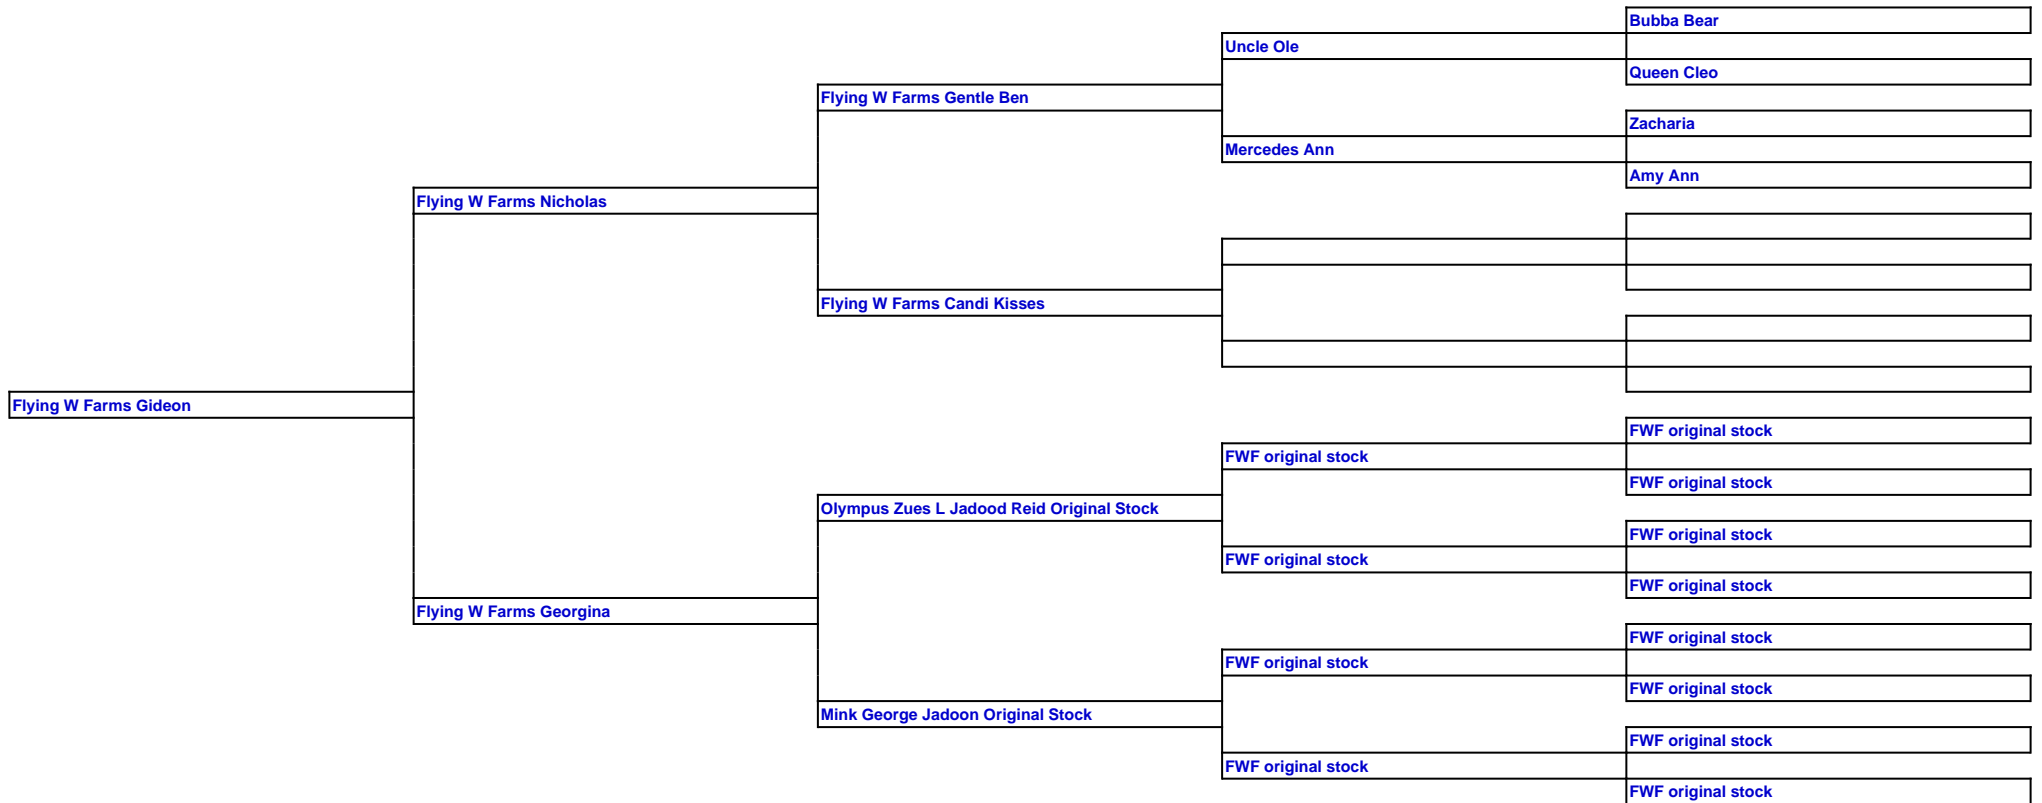 Bubba Bear
Uncle Ole
Queen Cleo
Flying W Farms Gentle Ben
Zacharia
Mercedes Ann
Amy Ann
Flying W Farms Nicholas
Flying W Farms Candi Kisses
Flying W Farms Gideon
FWF original stock
FWF original stock
FWF original stock
Olympus Zues L Jadood Reid Original Stock
FWF original stock
FWF original stock
FWF original stock
Flying W Farms Georgina
FWF original stock
FWF original stock
FWF original stock
Mink George Jadoon Original Stock
FWF original stock
FWF original stock
FWF original stock